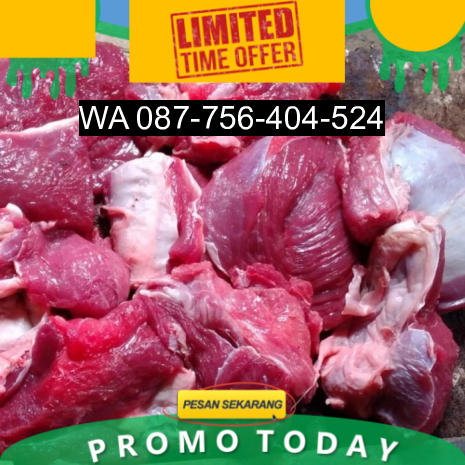 LIMITED
TIME OFFER
WA 087-756-404-524
PESAN SEKARANG
PROMO TODAY